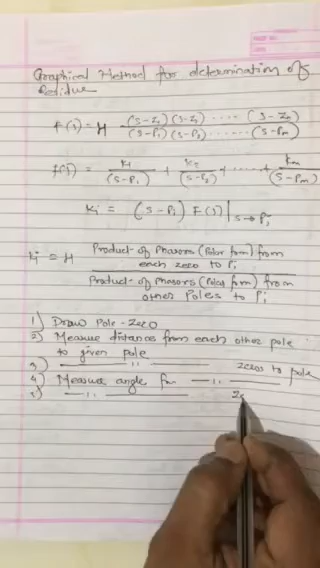 Graphical Method for determination of
Residue
F(s) = H (s-Z1)(s-Z2) ..... (s-Zn) / (s-P1)(s-P2) ....... (s-Pm)
F(s) = K1/(s-P1) + K2/(s-P2) + ..... + Km/(s-Pm)
Ki = (s-Pi) F(s)|s→Pi
Ki = H
Product-of phasors (Polar form) from
each zero to Pi
Product-of phasors (Polar form) from
other Poles to Pi
1) Draw Pole-Zero
2) Measure distances from each other pole
to given pole
3) —— 〃 —— zeros to pole
4) Measure angle fm — 〃 ——
5) — 〃 ——